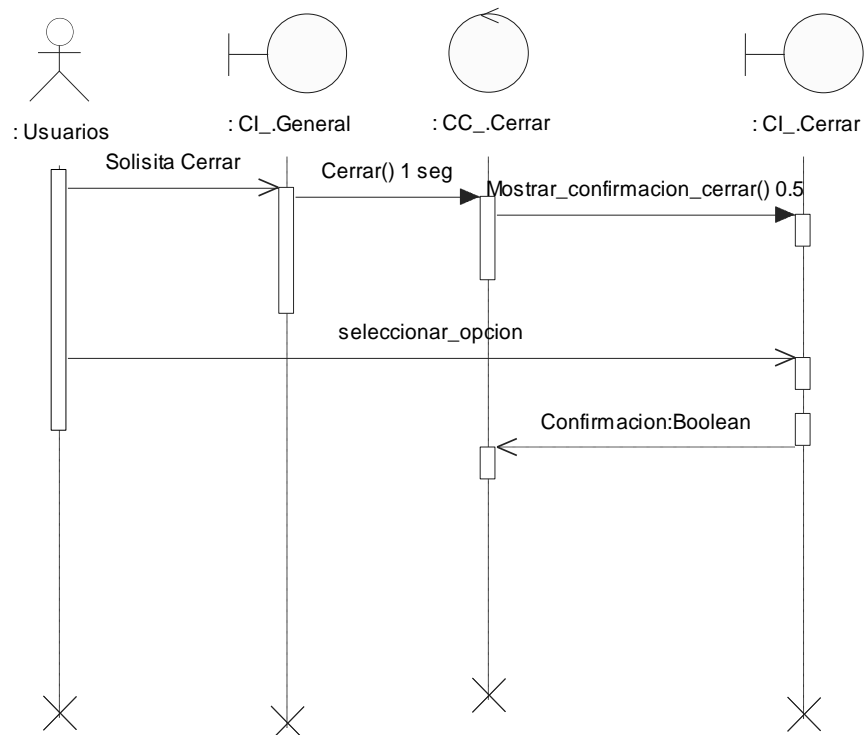 : Usuarios
: CI_.General
: CC_.Cerrar
: CI_.Cerrar
Solisita Cerrar
Cerrar() 1 seg
Mostrar_confirmacion_cerrar() 0.5
seleccionar_opcion
Confirmacion:Boolean